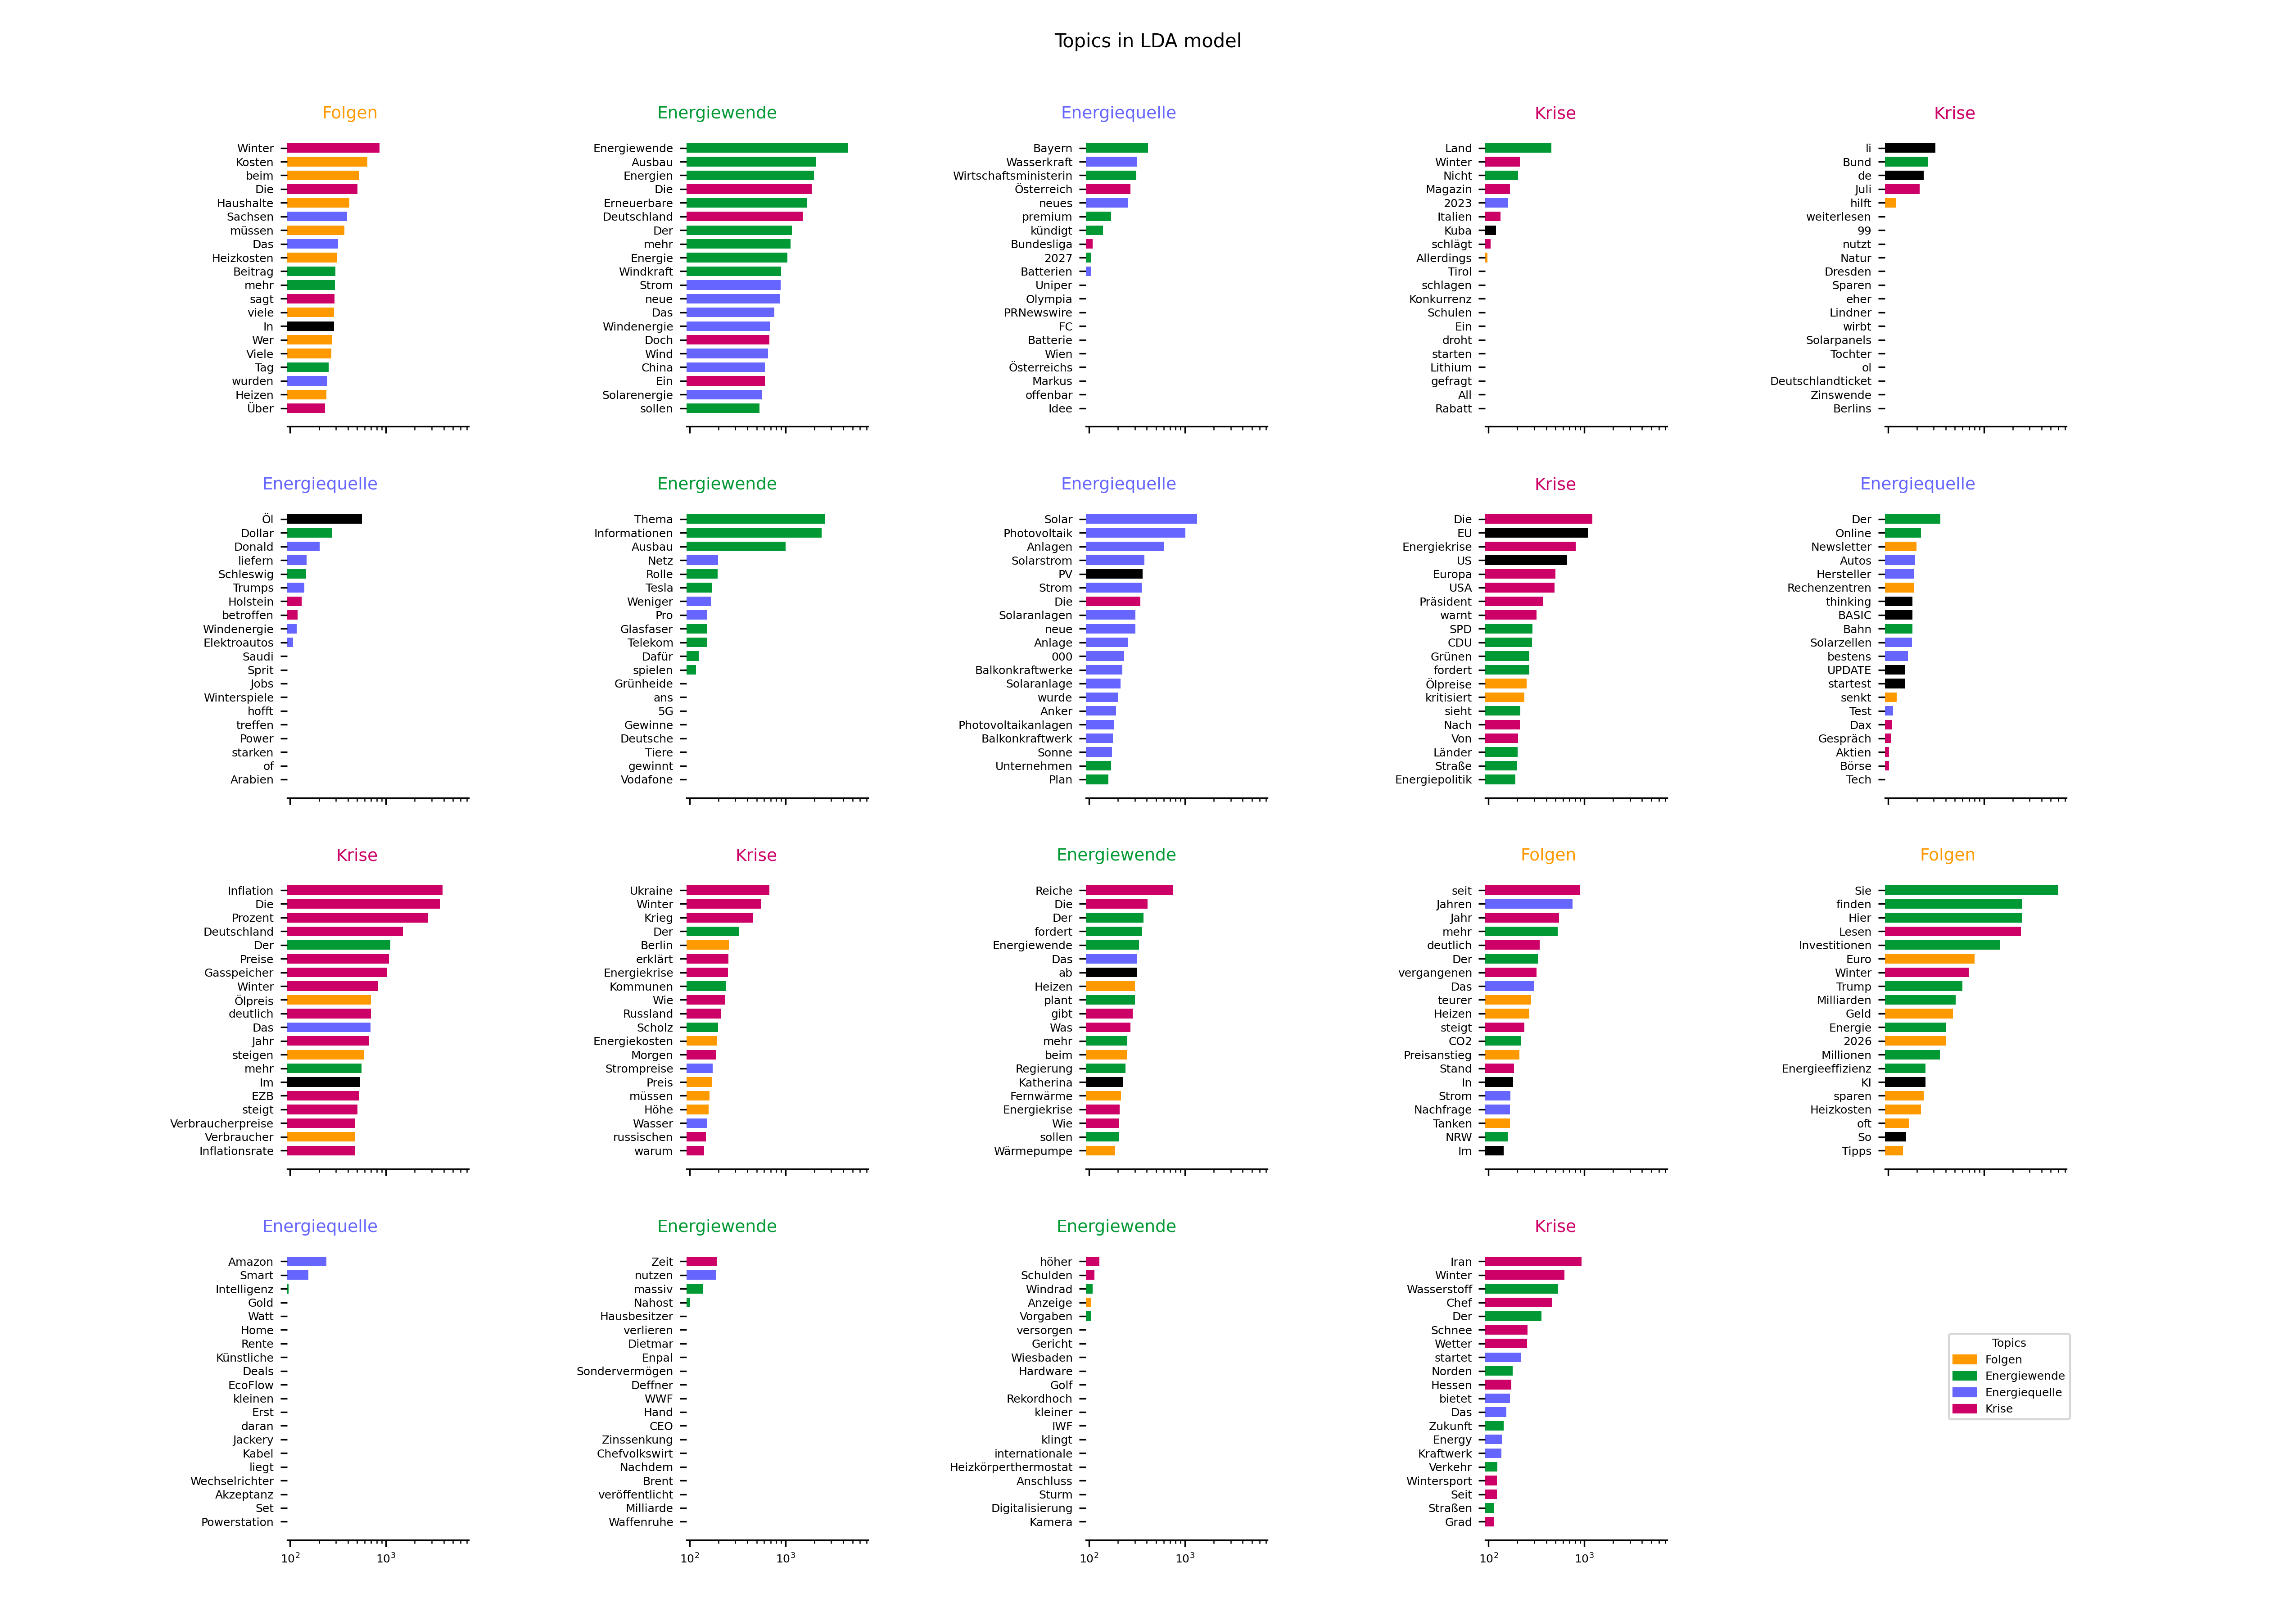 Topics in LDA model
Folgen
Winter
Kosten
beim
Die
Haushalte
Sachsen
müssen
Das
Heizkosten
Beitrag
mehr
sagt
viele
In
Wer
Viele
Tag
wurden
Heizen
Über
Energiewende
Energiewende
Ausbau
Energien
Die
Erneuerbare
Deutschland
Der
mehr
Energie
Windkraft
Strom
neue
Das
Windenergie
Doch
Wind
China
Ein
Solarenergie
sollen
Energiequelle
Bayern
Wasserkraft
Wirtschaftsministerin
Österreich
neues
premium
kündigt
Bundesliga
2027
Batterien
Uniper
Olympia
PRNewswire
FC
Batterie
Wien
Österreichs
Markus
offenbar
Idee
Krise
Land
Winter
Nicht
Magazin
2023
Italien
Kuba
schlägt
Allerdings
Tirol
schlagen
Konkurrenz
Schulen
Ein
droht
starten
Lithium
gefragt
All
Rabatt
Krise
li
Bund
de
Juli
hilft
weiterlesen
99
nutzt
Natur
Dresden
Sparen
eher
Lindner
wirbt
Solarpanels
Tochter
ol
Deutschlandticket
Zinswende
Berlins
Energiequelle
Öl
Dollar
Donald
liefern
Schleswig
Trumps
Holstein
betroffen
Windenergie
Elektroautos
Saudi
Sprit
Jobs
Winterspiele
hofft
treffen
Power
starken
of
Arabien
Energiewende
Thema
Informationen
Ausbau
Netz
Rolle
Tesla
Weniger
Pro
Glasfaser
Telekom
Dafür
spielen
Grünheide
ans
5G
Gewinne
Deutsche
Tiere
gewinnt
Vodafone
Energiequelle
Solar
Photovoltaik
Anlagen
Solarstrom
PV
Strom
Die
Solaranlagen
neue
Anlage
000
Balkonkraftwerke
Solaranlage
wurde
Anker
Photovoltaikanlagen
Balkonkraftwerk
Sonne
Unternehmen
Plan
Krise
Die
EU
Energiekrise
US
Europa
USA
Präsident
warnt
SPD
CDU
Grünen
fordert
Ölpreise
kritisiert
sieht
Nach
Von
Länder
Straße
Energiepolitik
Energiequelle
Der
Online
Newsletter
Autos
Hersteller
Rechenzentren
thinking
BASIC
Bahn
Solarzellen
bestens
UPDATE
startest
senkt
Test
Dax
Gespräch
Aktien
Börse
Tech
Krise
Inflation
Die
Prozent
Deutschland
Der
Preise
Gasspeicher
Winter
Ölpreis
deutlich
Das
Jahr
steigen
mehr
Im
EZB
steigt
Verbraucherpreise
Verbraucher
Inflationsrate
Krise
Ukraine
Winter
Krieg
Der
Berlin
erklärt
Energiekrise
Kommunen
Wie
Russland
Scholz
Energiekosten
Morgen
Strompreise
Preis
müssen
Höhe
Wasser
russischen
warum
Energiewende
Reiche
Die
Der
fordert
Energiewende
Das
ab
Heizen
plant
gibt
Was
mehr
beim
Regierung
Katherina
Fernwärme
Energiekrise
Wie
sollen
Wärmepumpe
Folgen
seit
Jahren
Jahr
mehr
deutlich
Der
vergangenen
Das
teurer
Heizen
steigt
CO2
Preisanstieg
Stand
In
Strom
Nachfrage
Tanken
NRW
Im
Folgen
Sie
finden
Hier
Lesen
Investitionen
Euro
Winter
Trump
Milliarden
Geld
Energie
2026
Millionen
Energieeffizienz
KI
sparen
Heizkosten
oft
So
Tipps
Energiequelle
Amazon
Smart
Intelligenz
Gold
Watt
Home
Rente
Künstliche
Deals
EcoFlow
kleinen
Erst
daran
Jackery
Kabel
liegt
Wechselrichter
Akzeptanz
Set
Powerstation
10² 10³
Energiewende
Zeit
nutzen
massiv
Nahost
Hausbesitzer
verlieren
Dietmar
Enpal
Sondervermögen
Deffner
WWF
Hand
CEO
Zinssenkung
Chefvolkswirt
Nachdem
Brent
veröffentlicht
Milliarde
Waffenruhe
10² 10³
Energiewende
höher
Schulden
Windrad
Anzeige
Vorgaben
versorgen
Gericht
Wiesbaden
Hardware
Golf
Rekordhoch
kleiner
IWF
klingt
internationale
Heizkörperthermostat
Anschluss
Sturm
Digitalisierung
Kamera
10² 10³
Krise
Iran
Winter
Wasserstoff
Chef
Der
Schnee
Wetter
startet
Norden
Hessen
bietet
Das
Zukunft
Energy
Kraftwerk
Verkehr
Wintersport
Seit
Straßen
Grad
10² 10³
Topics
Folgen
Energiewende
Energiequelle
Krise